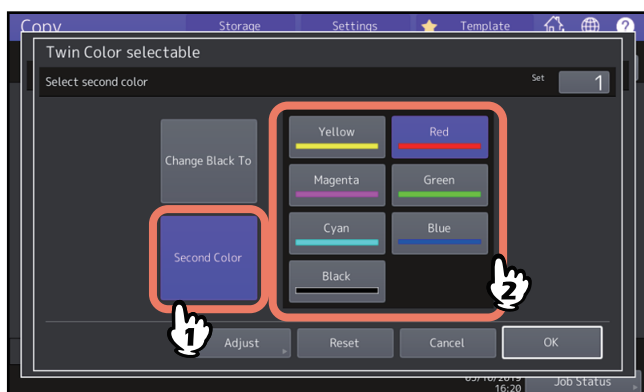 Copy
Storage
Settings
Template
?
Twin Color selectable
Select second color
Set
1
Change Black To
Second Color
Yellow
Red
Magenta
Green
Cyan
Blue
Black
1
2
Adjust
Reset
Cancel
OK
16:20
Job Status